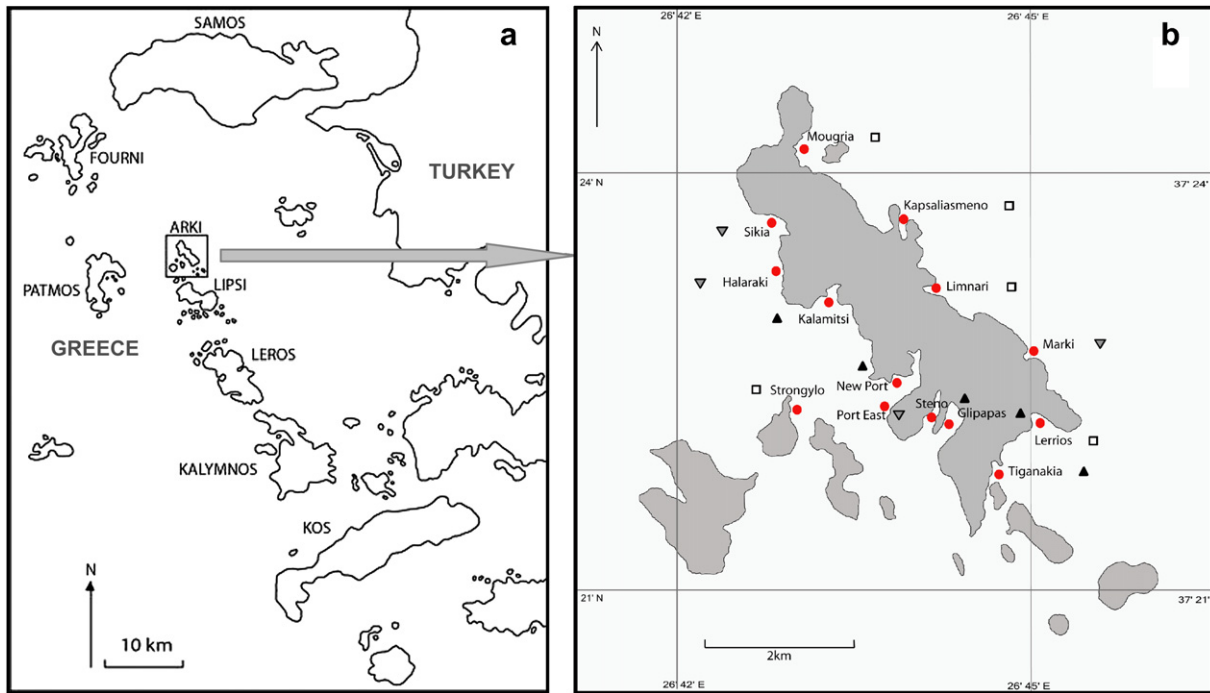 a
SAMOS
FOURNI
TURKEY
ARKI
PATMOS
LIPSI
GREECE
LEROS
KALYMNOS
KOS
N
10 km
b
26' 42 E
26' 45 E
N
Mougria
24' N
37' 24
Kapsaliasmeno
Sikia
Halaraki
Limnari
Kalamitsi
Marki
New Port
Strongylo
Port East
Steno
Glipapas
Lerrios
Tiganakia
21' N
37' 21
2km
26' 42 E
26' 45 E